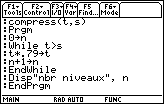 F1▾ Tools F2▾ Control F3▾ I/O F4▾ Var F5 Find… F6▾ Mode
:compress(t,s)
:Prgm
:0→n
:While t>s
:t*.79→t
:n+1→n
:EndWhile
:Disp"nbr niveaux", n
:EndPrgm
MAIN RAD AUTO FUNC